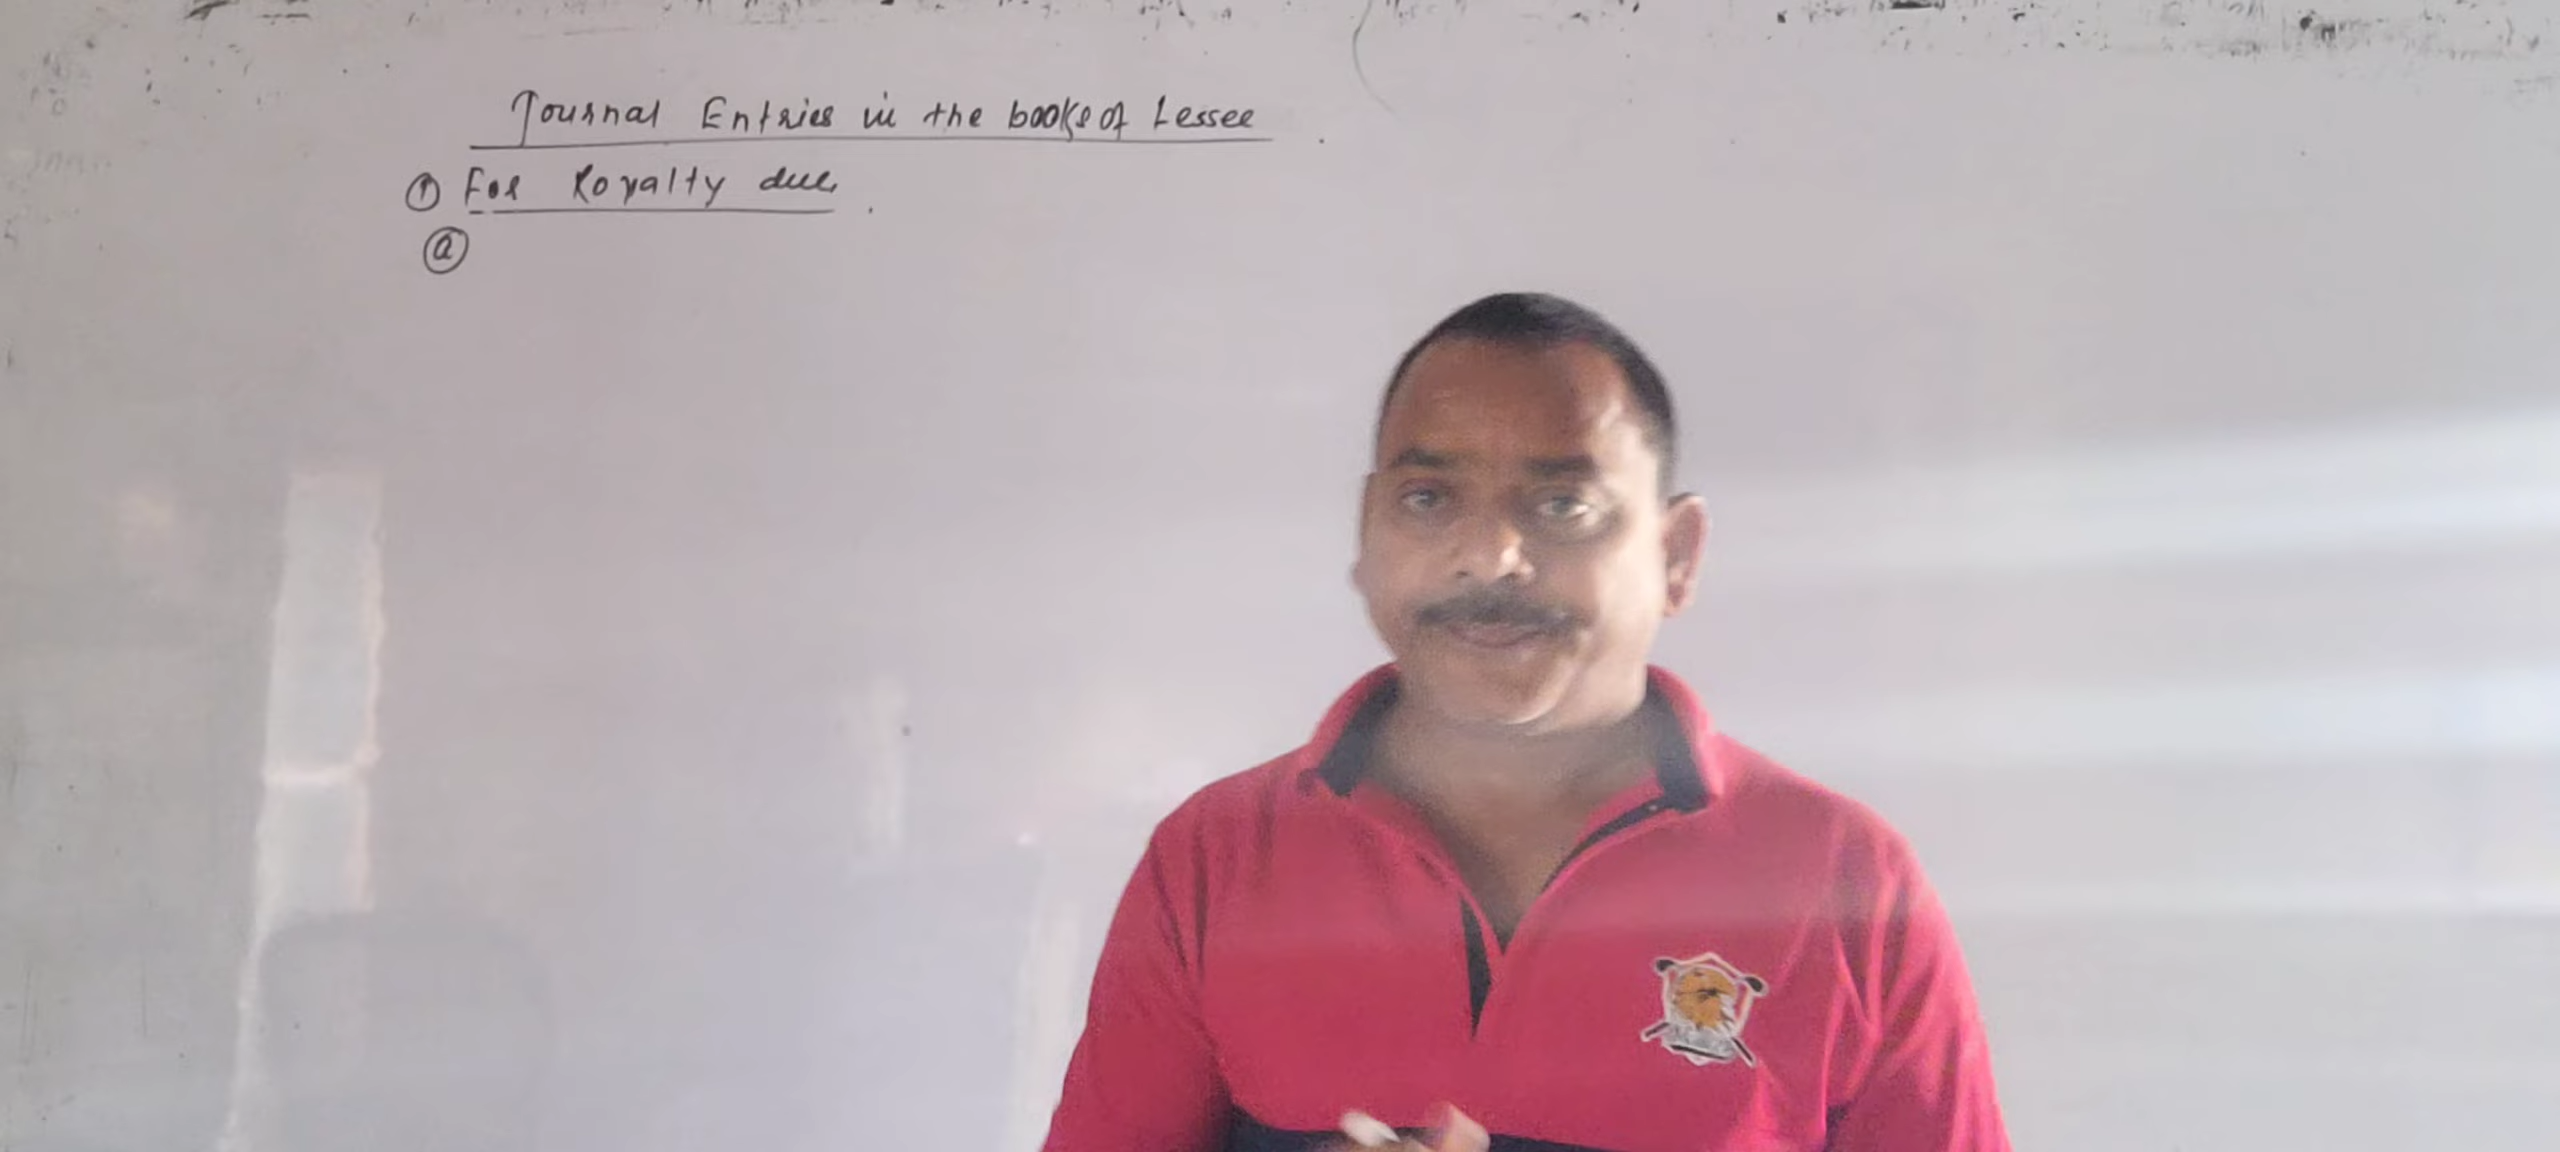 Journal Entries in the books of Lessee
① For Royalty due.
ⓐ